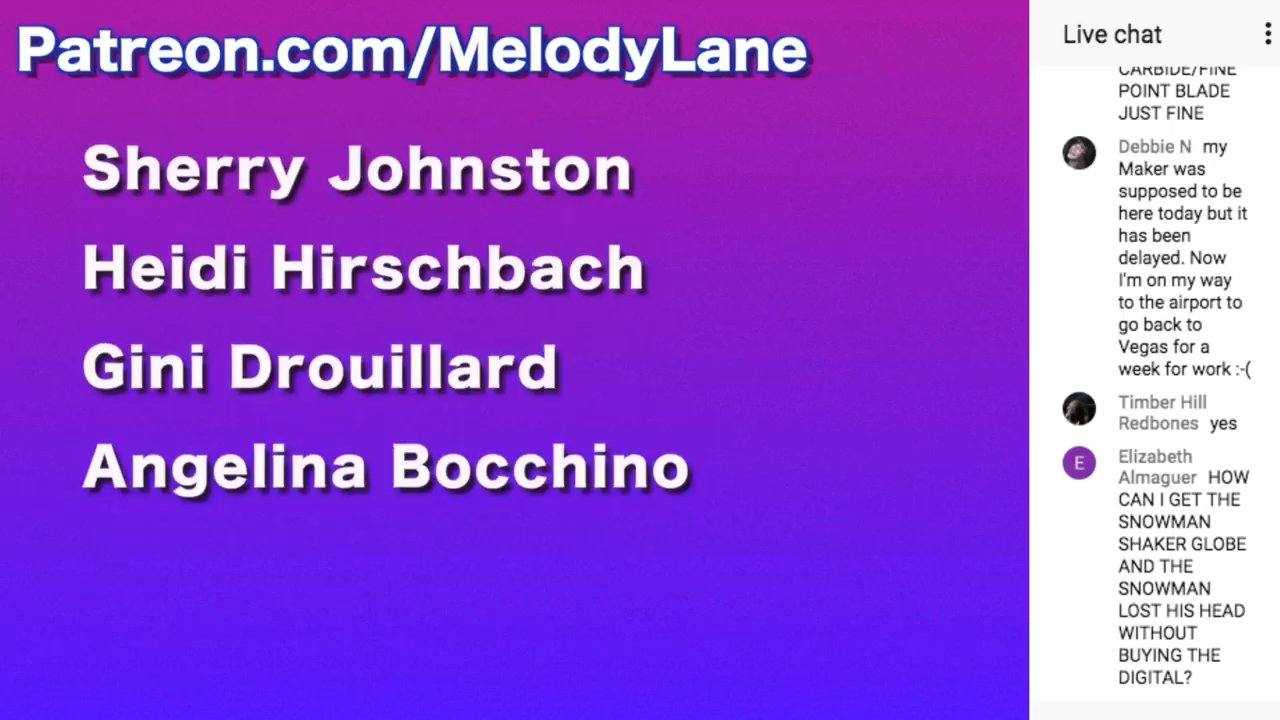 Patreon.com/MelodyLane
Sherry Johnston
Heidi Hirschbach
Gini Drouillard
Angelina Bocchino
Live chat
CARBIDE/FINE
POINT BLADE
JUST FINE
Debbie N my
Maker was
supposed to be
here today but it
has been
delayed. Now
I'm on my way
to the airport to
go back to
Vegas for a
week for work :-(
Timber Hill
Redbones yes
E
Elizabeth
Almaguer HOW
CAN I GET THE
SNOWMAN
SHAKER GLOBE
AND THE
SNOWMAN
LOST HIS HEAD
WITHOUT
BUYING THE
DIGITAL?